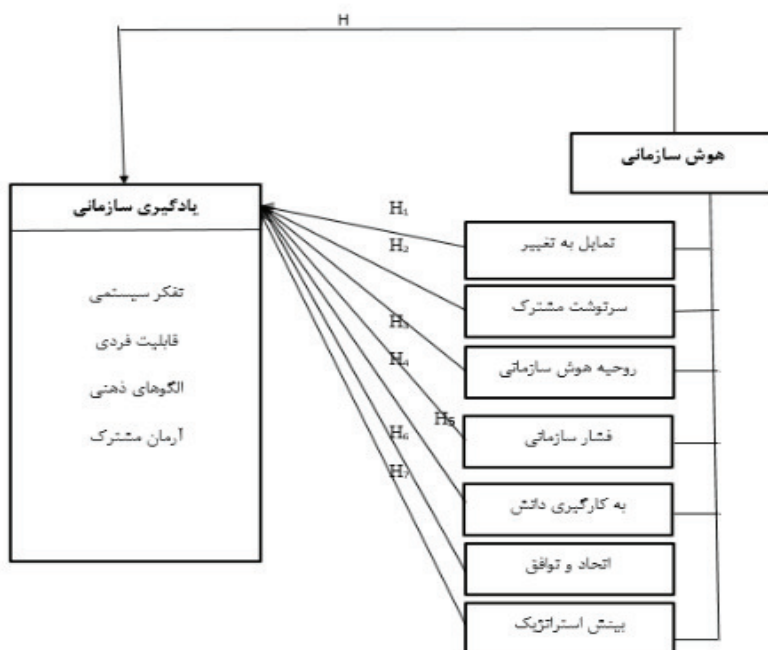 H
هوش سازمانی
یادگیری سازمانی
تفکر سیستمی
قابلیت فردی
الگوهای ذهنی
آرمان مشترک
H₁
H₂
H₃
H₄
H₅
H₆
H₇
تمایل به تغییر
سرنوشت مشترک
روحیه هوش سازمانی
فشار سازمانی
به کارگیری دانش
اتحاد و توافق
بینش استراتژیک